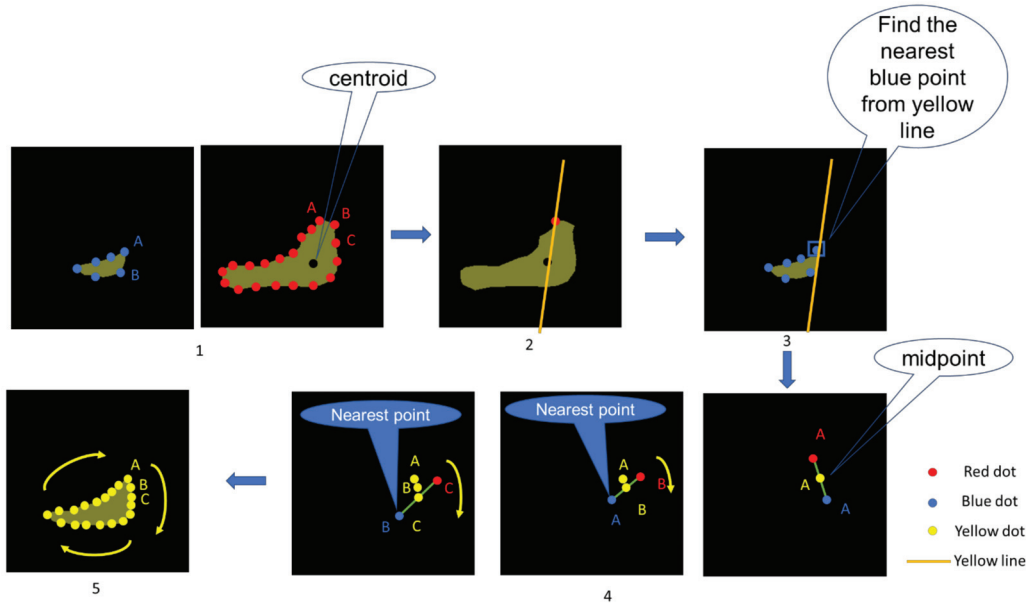 centroid
Find the
nearest
blue point
from yellow
line
A
B
A
B
C
1
2
3
midpoint
Nearest point
Nearest point
A
B
C
A
B
C
B
C
A
B
A
B
A
A
A
Red dot
Blue dot
Yellow dot
Yellow line
5
4